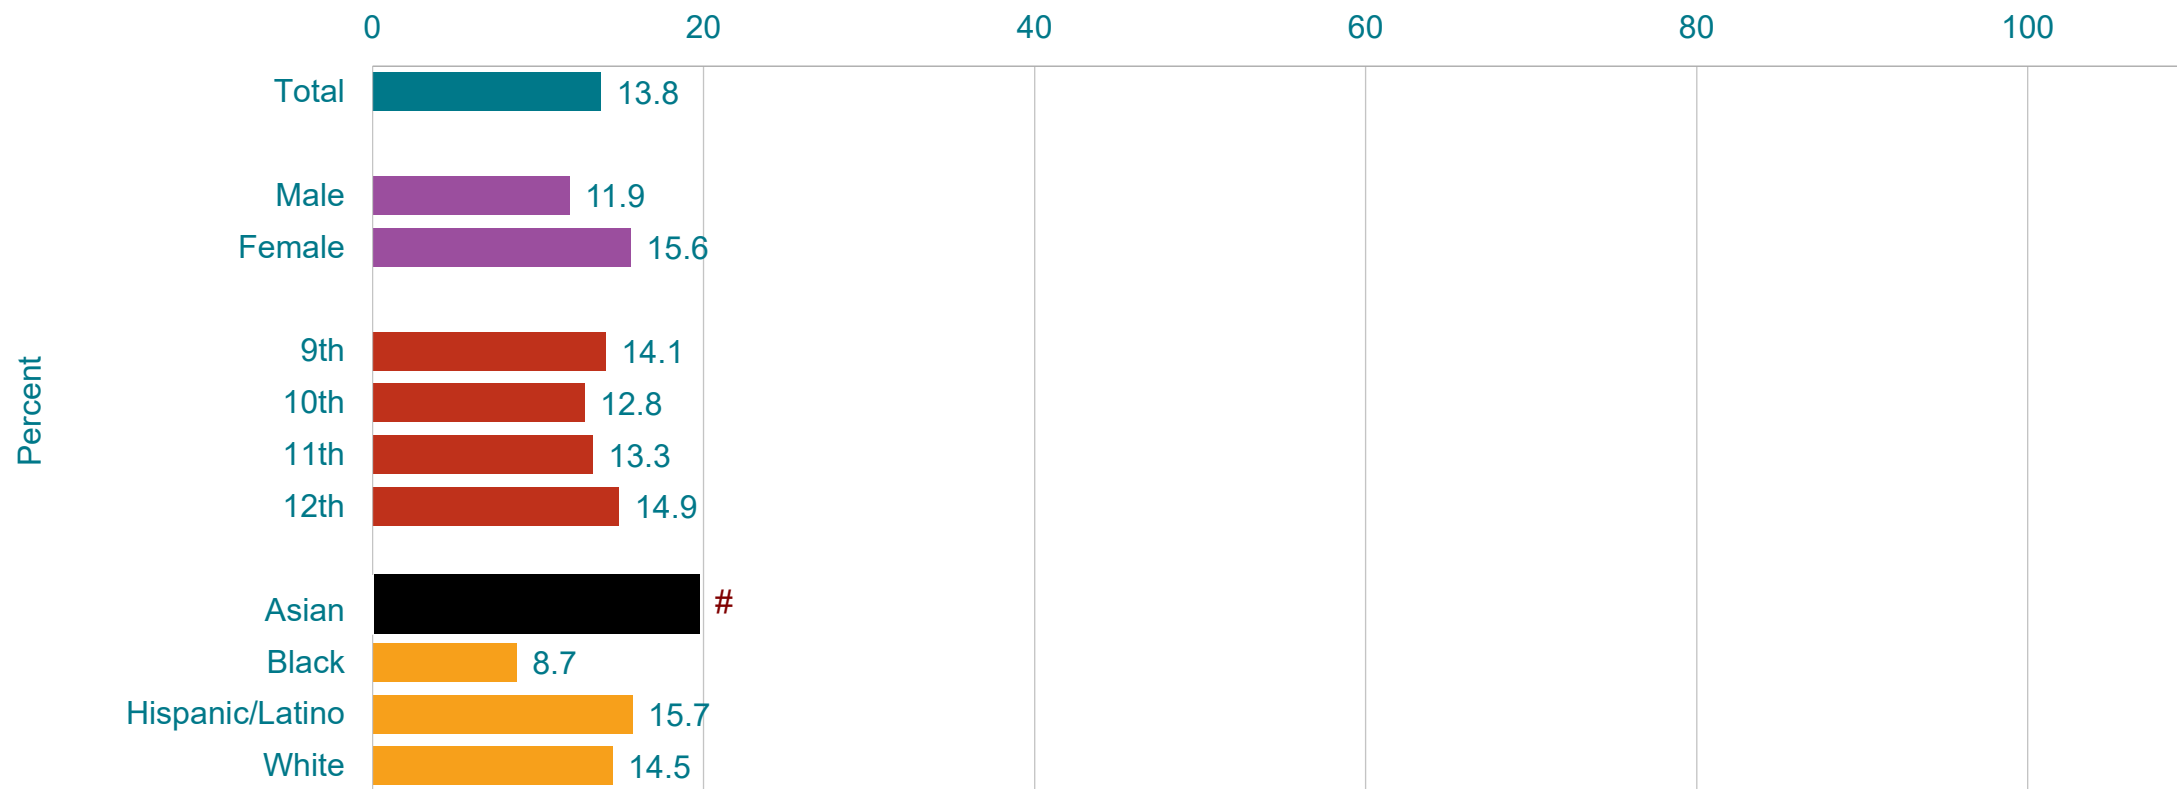 0 20 40 60 80 100
Total 13.8
Male 11.9
Female 15.6
9th 14.1
10th 12.8
11th 13.3
12th 14.9
Asian #
Black 8.7
Hispanic/Latino 15.7
White 14.5
Percent